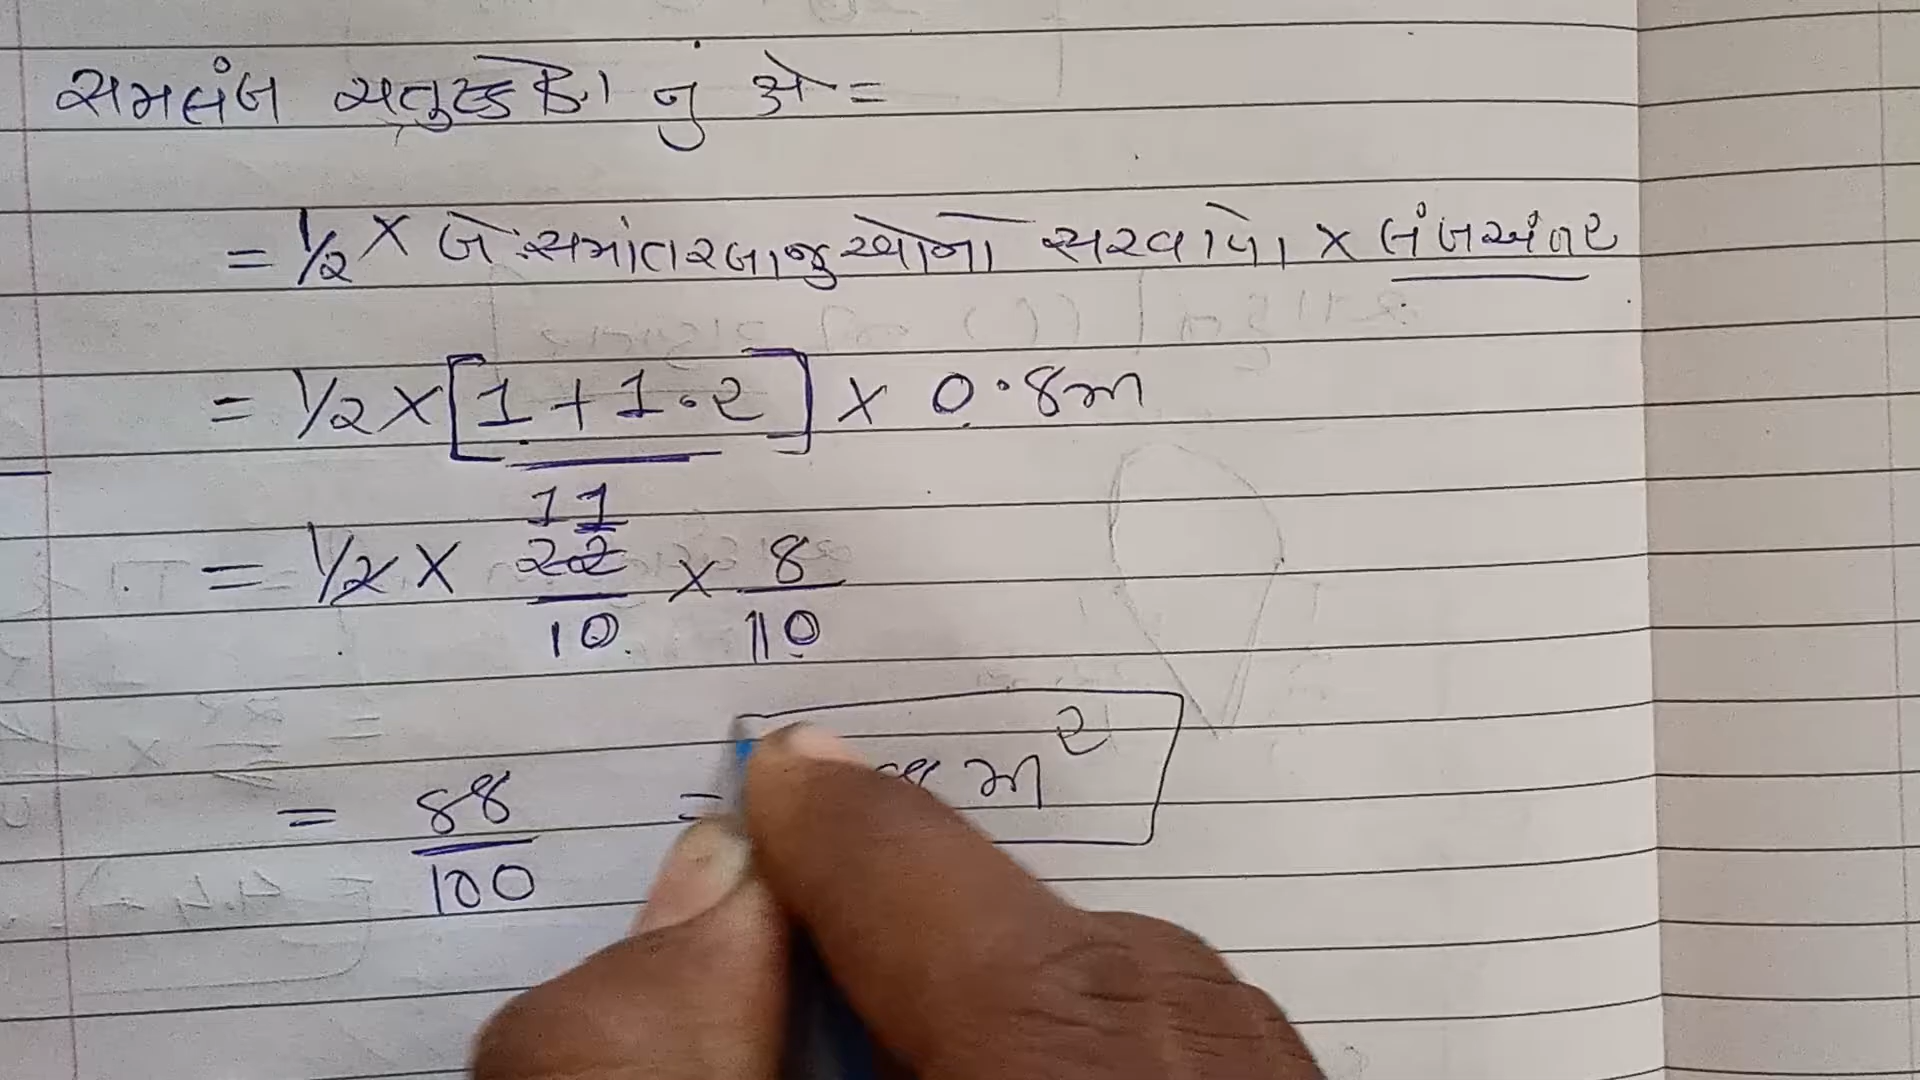 સમલંબ ચતુષ્કોણ નું ક્ષે =
= 1/2 × બે સમાંતર બાજુઓનો સરવાળો × લંબઅંતર
= 1/2 × [1 + 1.2] × 0.8 મ
11
= 1/2 × 22/10 × 8/10
= 88/100 = મ²